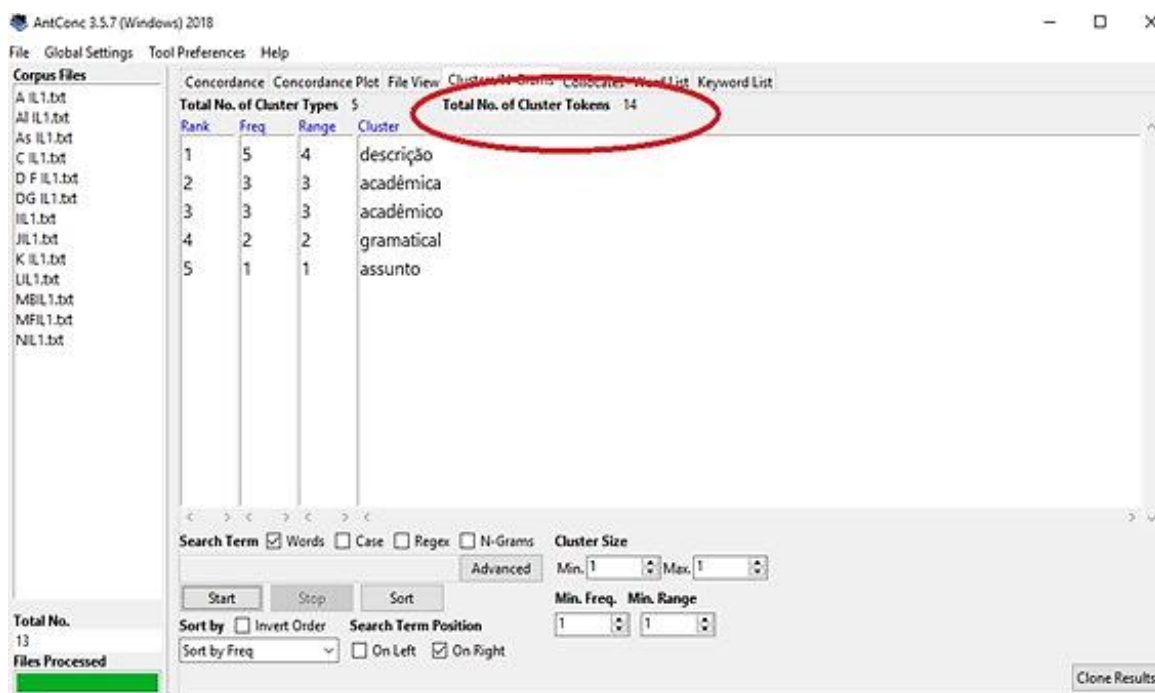 AntConc 3.5.7 (Windows) 2018
File Global Settings Tool Preferences Help
Corpus Files
A IL1.txt
Al IL1.txt
As IL1.txt
C IL1.txt
D F IL1.txt
DG IL1.txt
IIL1.txt
JIL1.txt
K IL1.txt
LIL1.txt
MBIL1.txt
MFIL1.txt
NIL1.txt
Total No.
13
Files Processed
Concordance Concordance Plot File View Clusters/N-Grams Collocates Word List Keyword List
Total No. of Cluster Types 5 Total No. of Cluster Tokens 14
Rank Freq Range Cluster
1 5 4 descrição
2 3 3 acadêmica
3 3 3 acadêmico
4 2 2 gramatical
5 1 1 assunto
Search Term Words Case Regex N-Grams Cluster Size
Advanced Min. 1 Max. 1
Start Stop Sort Min. Freq. Min. Range
Sort by Invert Order Search Term Position 1 1
Sort by Freq On Left On Right
Clone Results